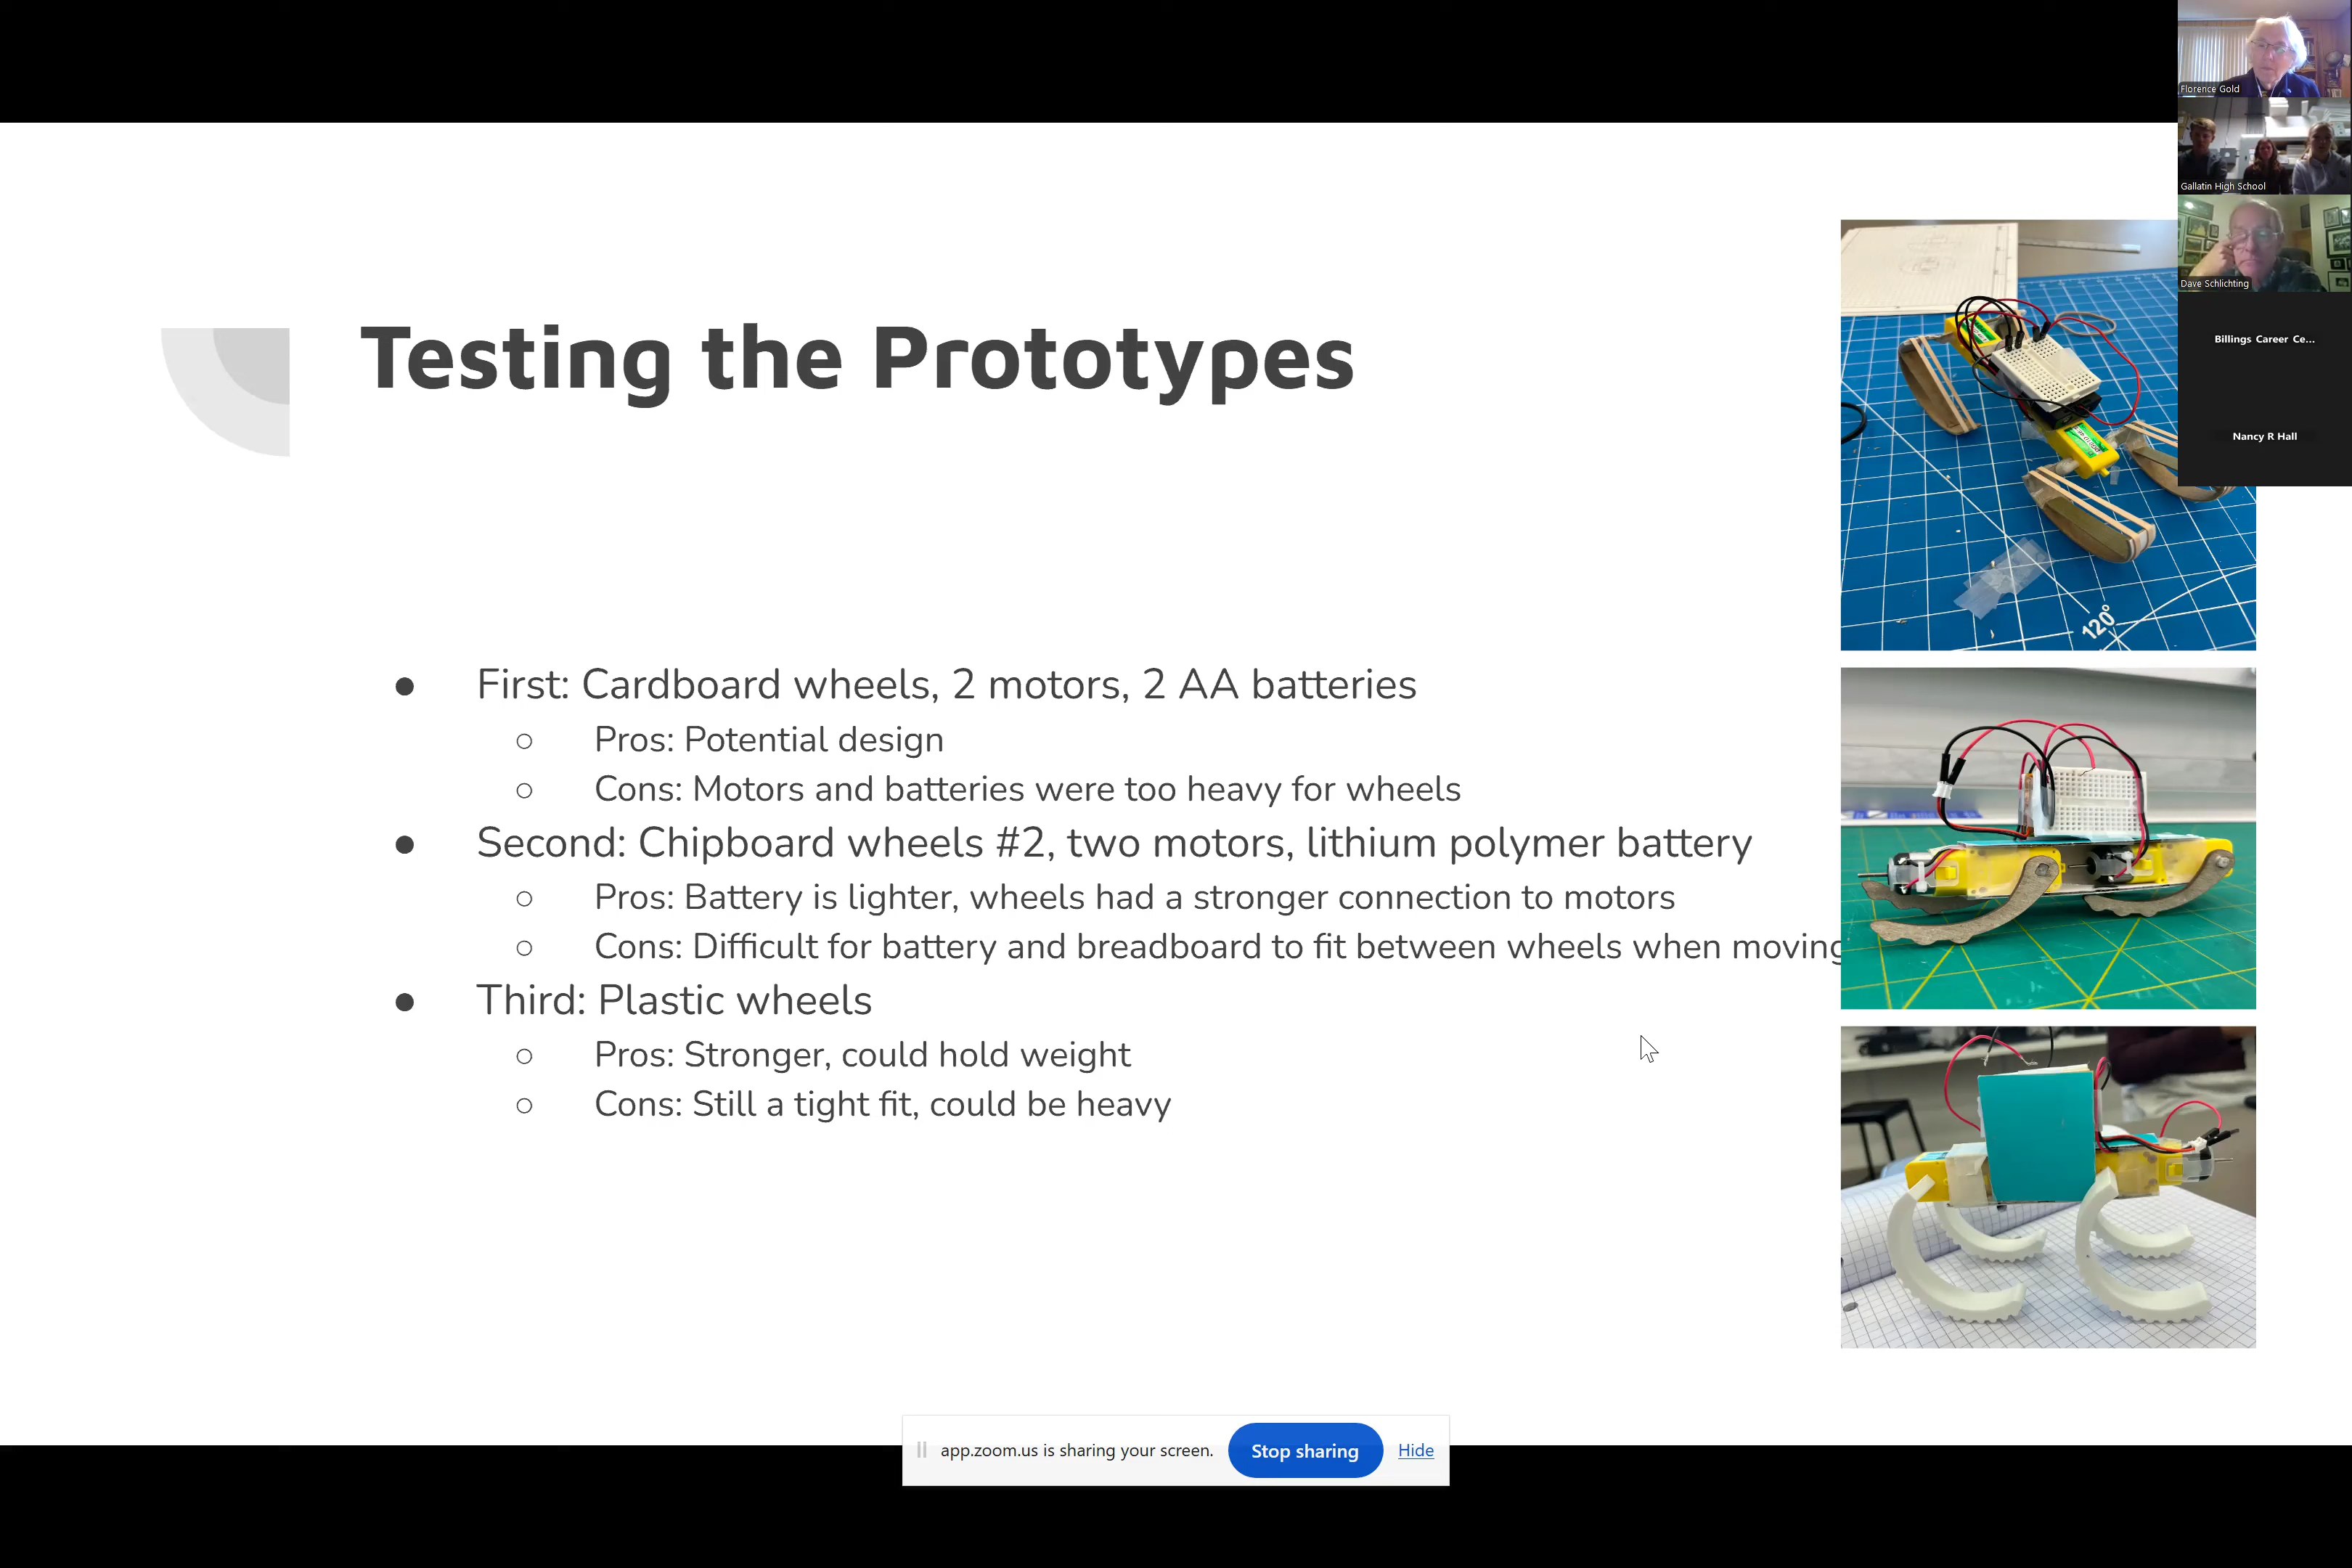 Testing the Prototypes
● First: Cardboard wheels, 2 motors, 2 AA batteries
○ Pros: Potential design
○ Cons: Motors and batteries were too heavy for wheels
● Second: Chipboard wheels #2, two motors, lithium polymer battery
○ Pros: Battery is lighter, wheels had a stronger connection to motors
○ Cons: Difficult for battery and breadboard to fit between wheels when moving
● Third: Plastic wheels
○ Pros: Stronger, could hold weight
○ Cons: Still a tight fit, could be heavy
120°
Florence Gold
Gallatin High School
Dave Schlichting
Billings Career Ce...
Nancy R Hall
app.zoom.us is sharing your screen.
Stop sharing
Hide